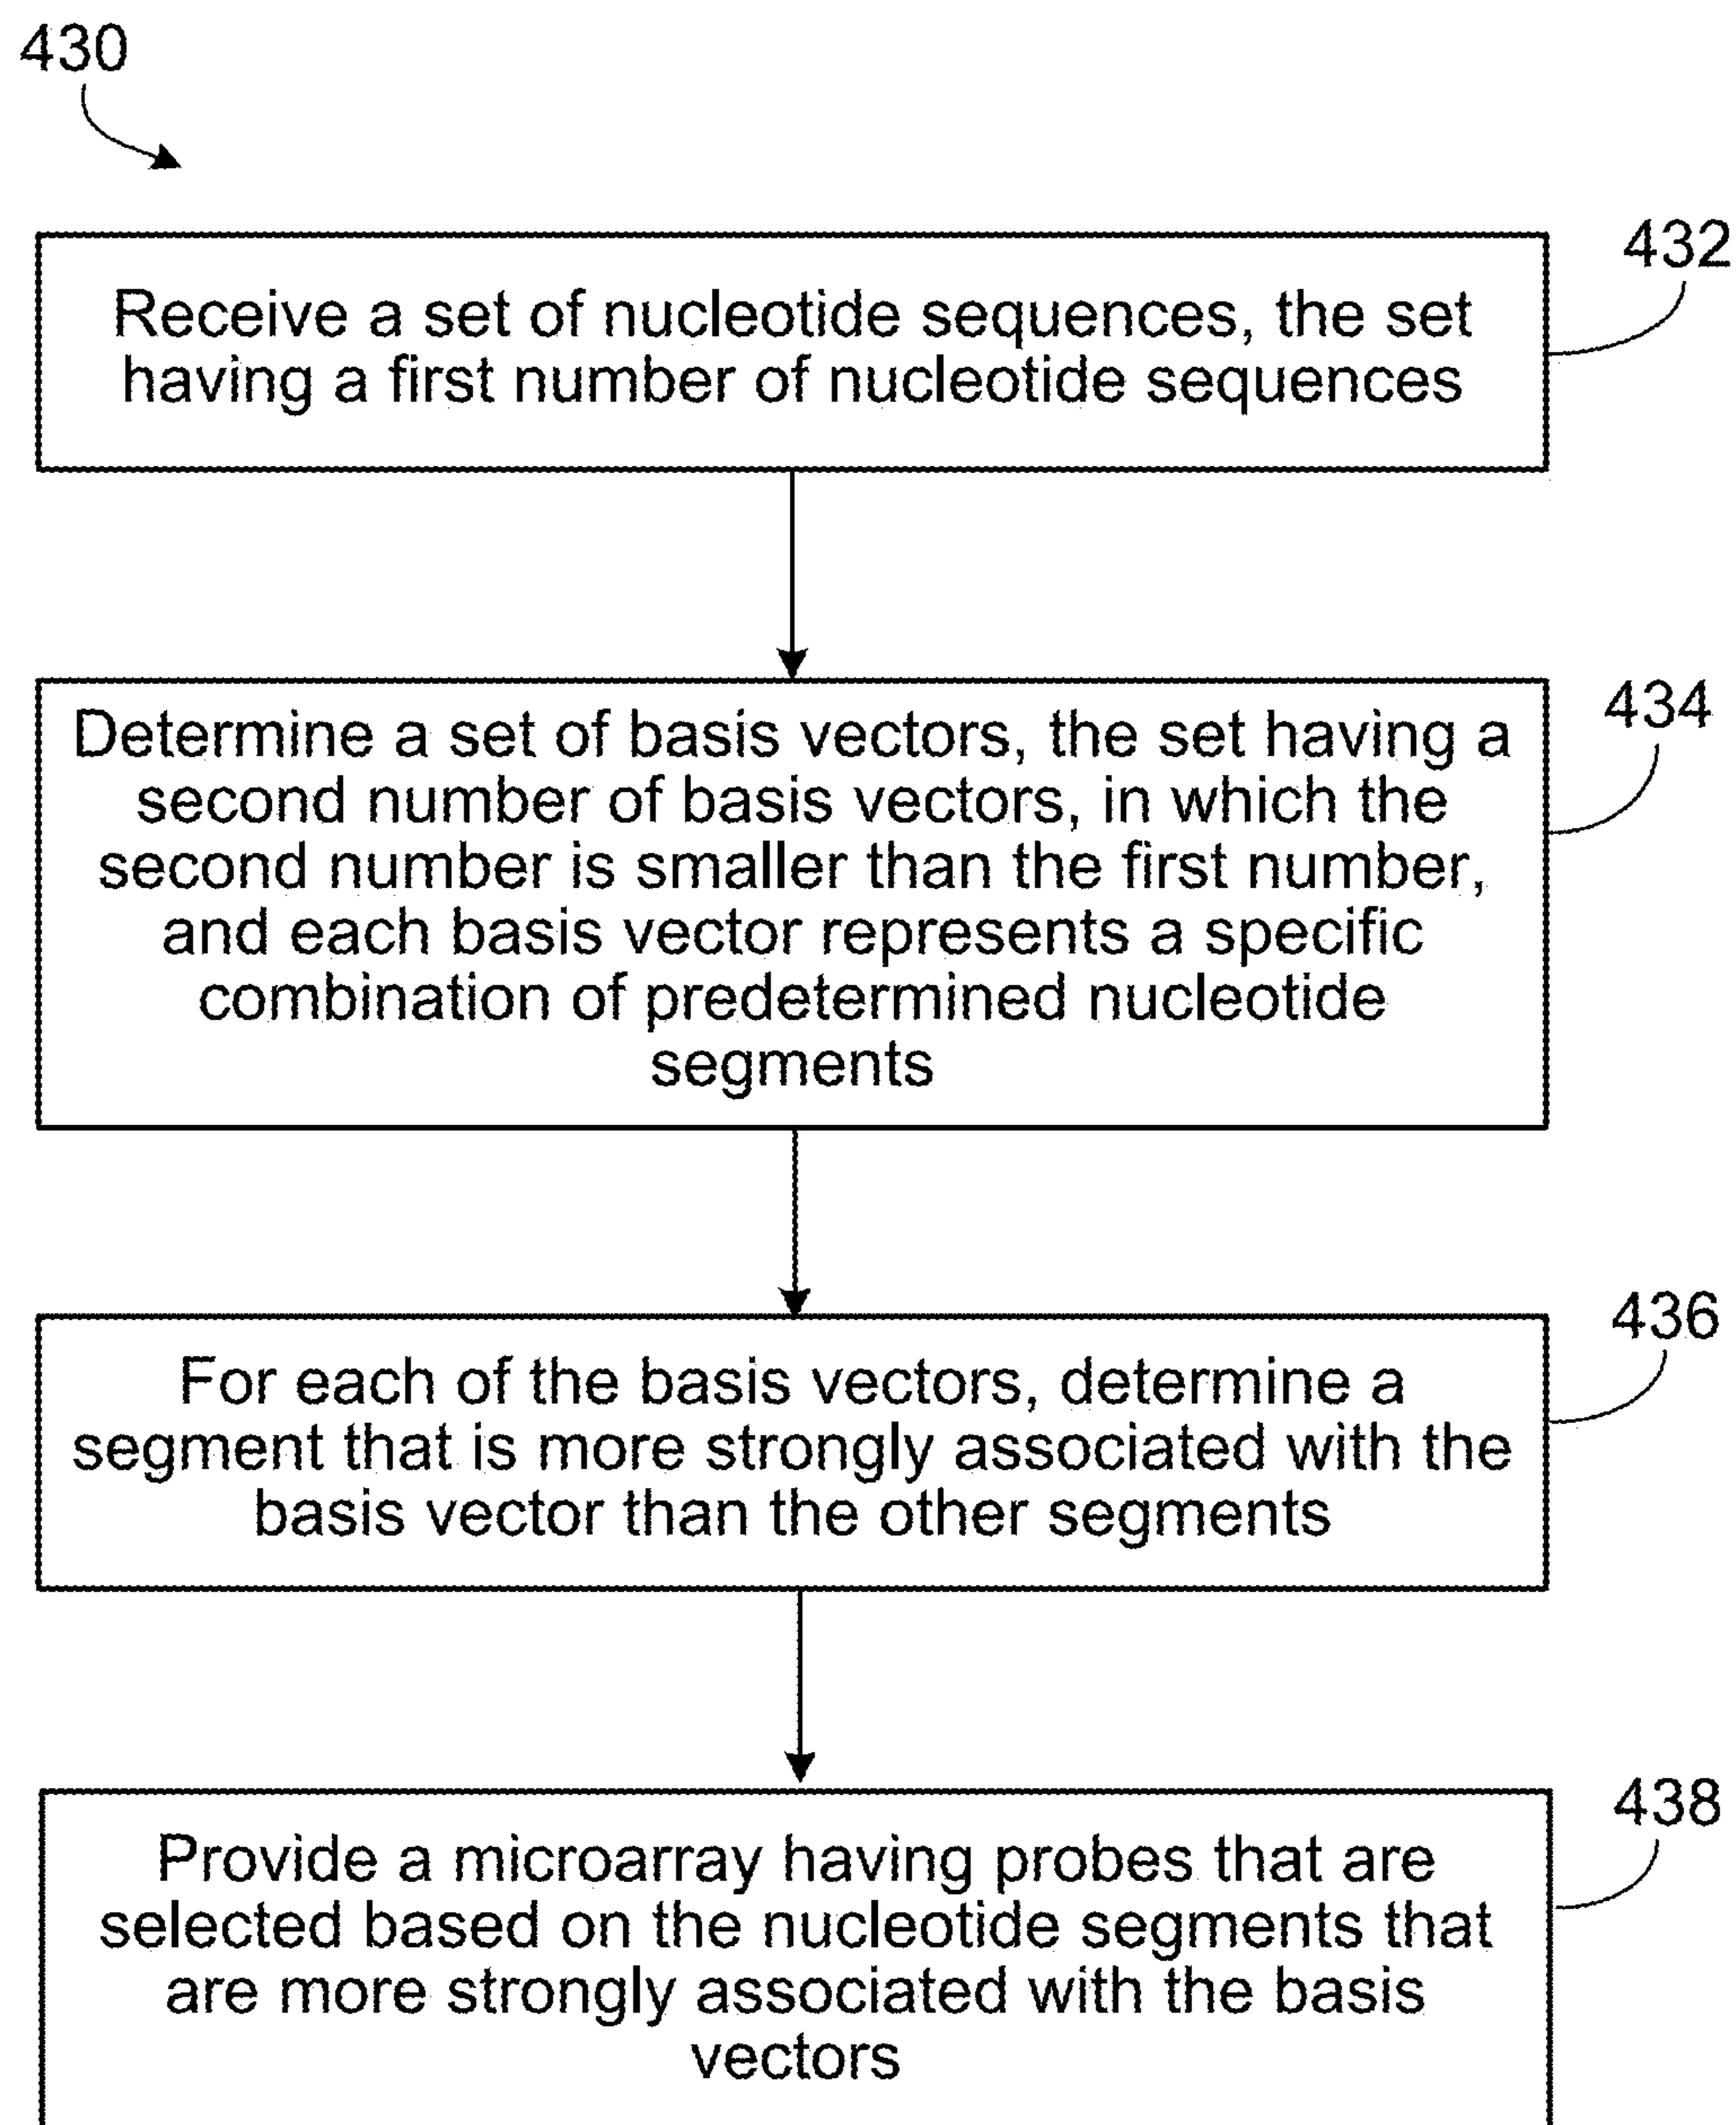 430
432
Receive a set of nucleotide sequences, the set
having a first number of nucleotide sequences
434
Determine a set of basis vectors, the set having a
second number of basis vectors, in which the
second number is smaller than the first number,
and each basis vector represents a specific
combination of predetermined nucleotide
segments
436
For each of the basis vectors, determine a
segment that is more strongly associated with the
basis vector than the other segments
438
Provide a microarray having probes that are
selected based on the nucleotide segments that
are more strongly associated with the basis
vectors